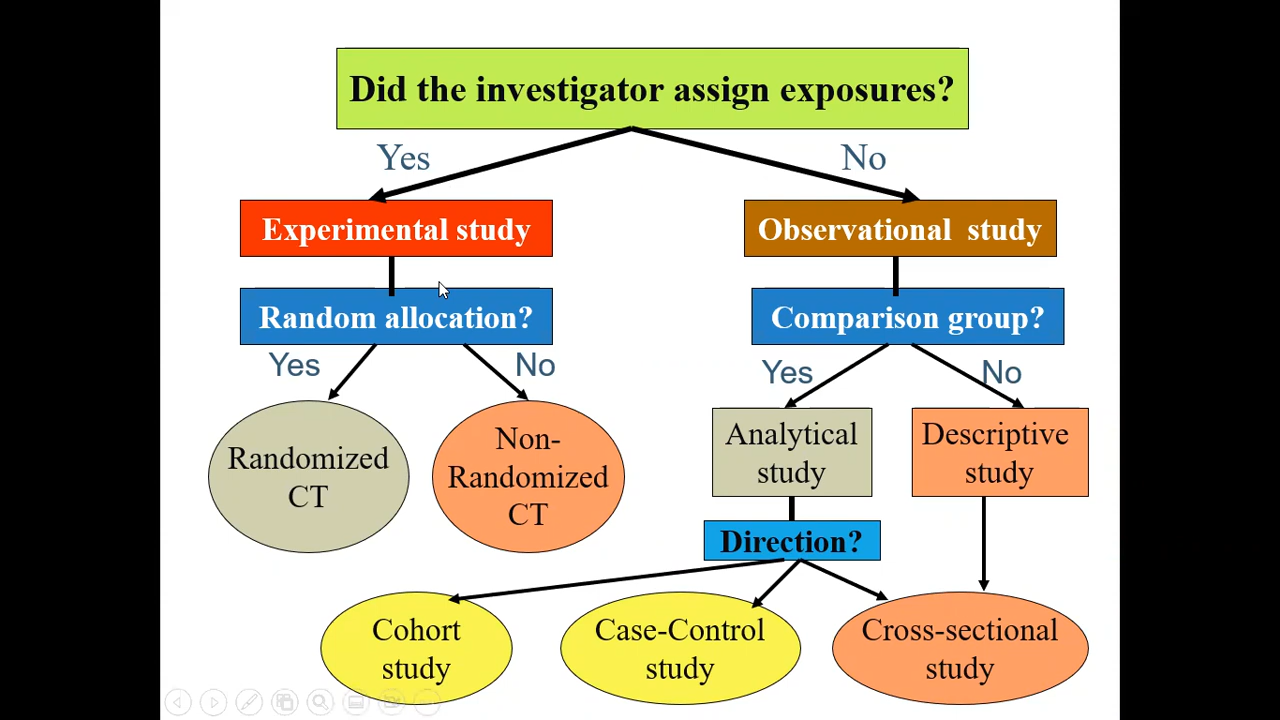 Did the investigator assign exposures?
Yes
No
Experimental study
Observational study
Random allocation?
Comparison group?
Yes
No
Yes
No
Randomized
CT
Non-
Randomized
CT
Analytical
study
Descriptive
study
Direction?
Cohort
study
Case-Control
study
Cross-sectional
study